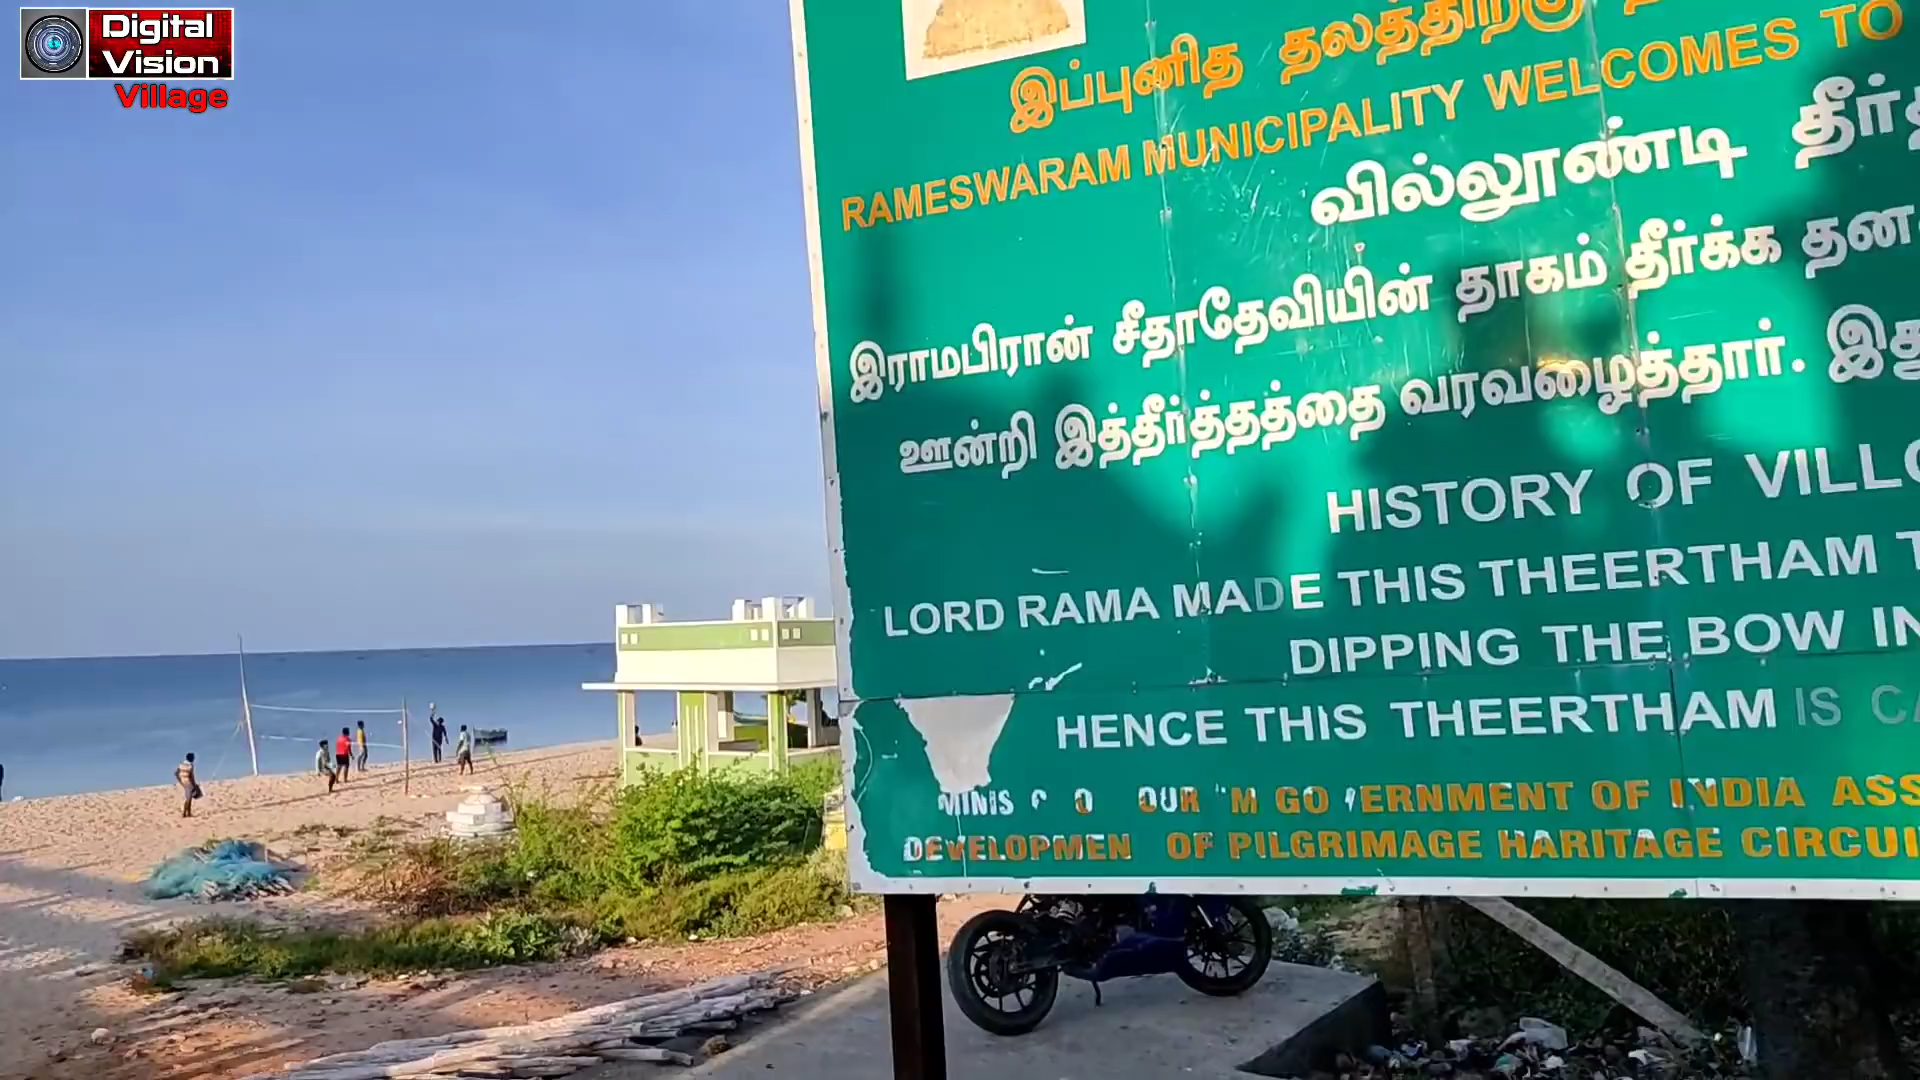 Digital
Vision
Village
இப்புனித தலத்திற்கு
RAMESWARAM MUNICIPALITY WELCOMES TO
வில்லூண்டி
இராமபிரான் சீதாதேவியின் தாகம் தீர்க்க
ஊன்றி இத்தீர்த்தத்தை வரவழைத்தார்.
HISTORY OF
LORD RAMA MADE THIS THEERTHAM
DIPPING THE BOW IN
HENCE THIS THEERTHAM IS
GOVERNMENT OF INDIA
DEVELOPMEN OF PILGRIMAGE HARITAGE